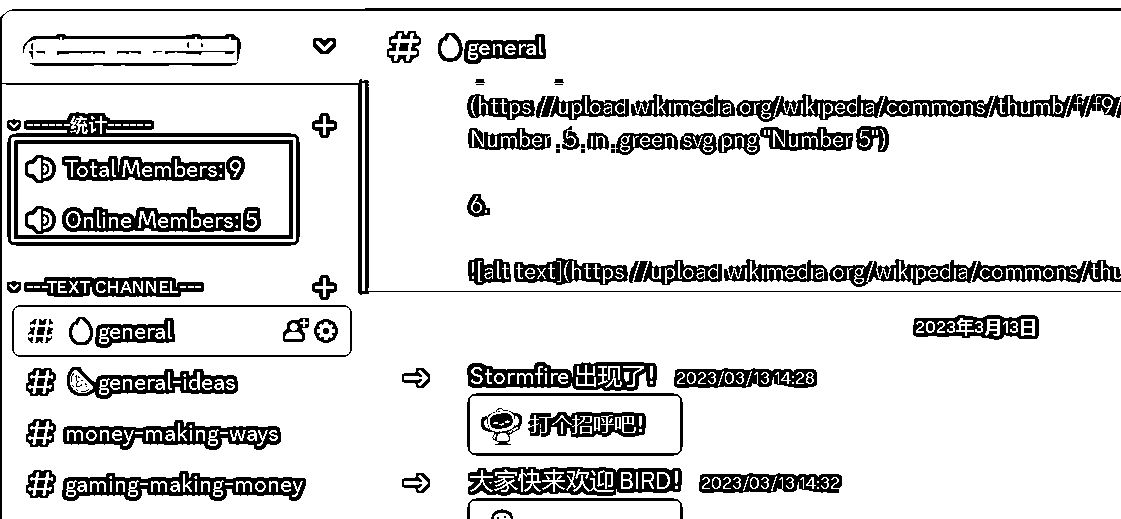 general
------统计------
Total Members: 9
Online Members: 5
---TEXT CHANNEL---
general
general-ideas
money-making-ways
gaming-making-money
(https://upload.wikimedia.org/wikipedia/commons/thumb/f/f9/
Number_5_in_green.svg.png "Number 5")
6.
![alt text](https://upload.wikimedia.org/wikipedia/commons/thu
2023年3月13日
Stormfire 出现了! 2023/03/13 14:28
打个招呼吧!
大家快来欢迎 BIRD! 2023/03/13 14:32